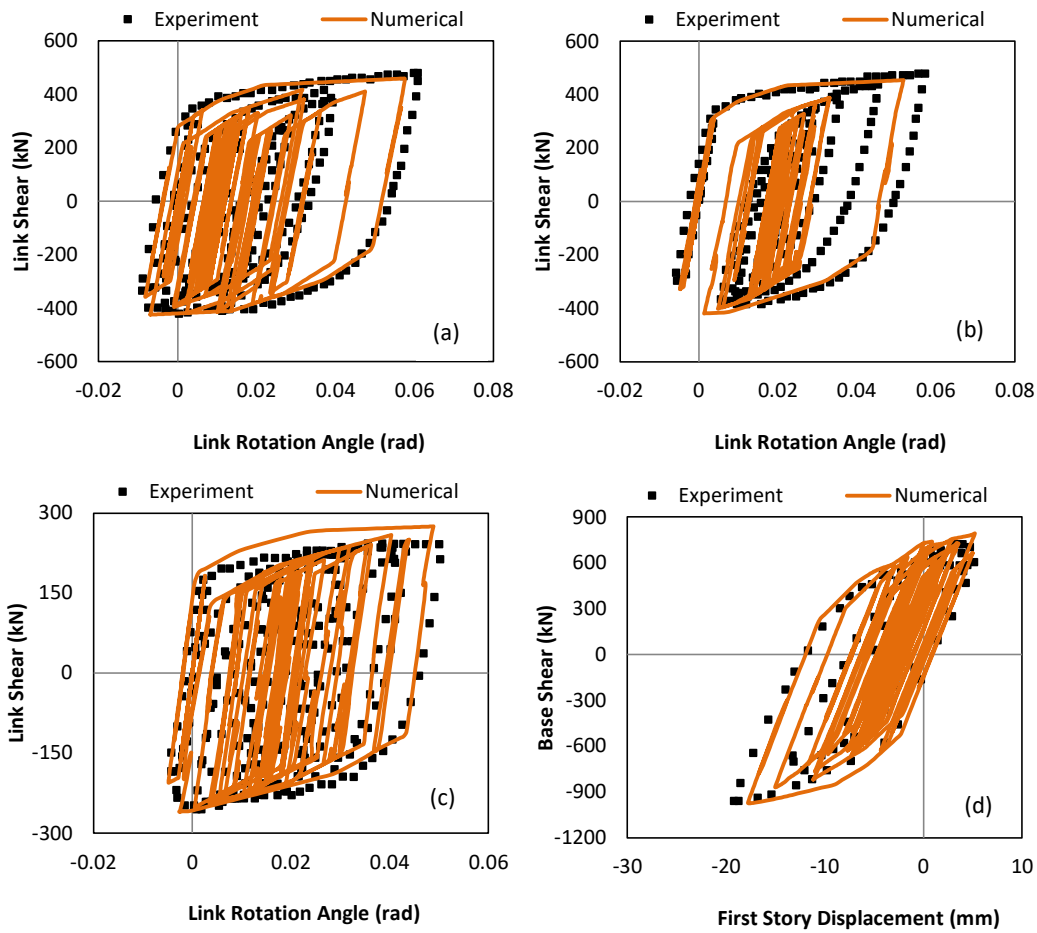 Experiment Numerical
600
400
200
0
-200
-400
-600
-0.02 0 0.02 0.04 0.06 0.08
Link Shear (kN)
Link Rotation Angle (rad)
(a)
Experiment Numerical
600
400
200
0
-200
-400
-600
-0.02 0 0.02 0.04 0.06 0.08
Link Shear (kN)
Link Rotation Angle (rad)
(b)
Experiment Numerical
300
150
0
-150
-300
-0.02 0 0.02 0.04 0.06
Link Shear (kN)
Link Rotation Angle (rad)
(c)
Experiment Numerical
900
600
300
0
-300
-600
-900
-1200
-30 -20 -10 0 10
Base Shear (kN)
First Story Displacement (mm)
(d)